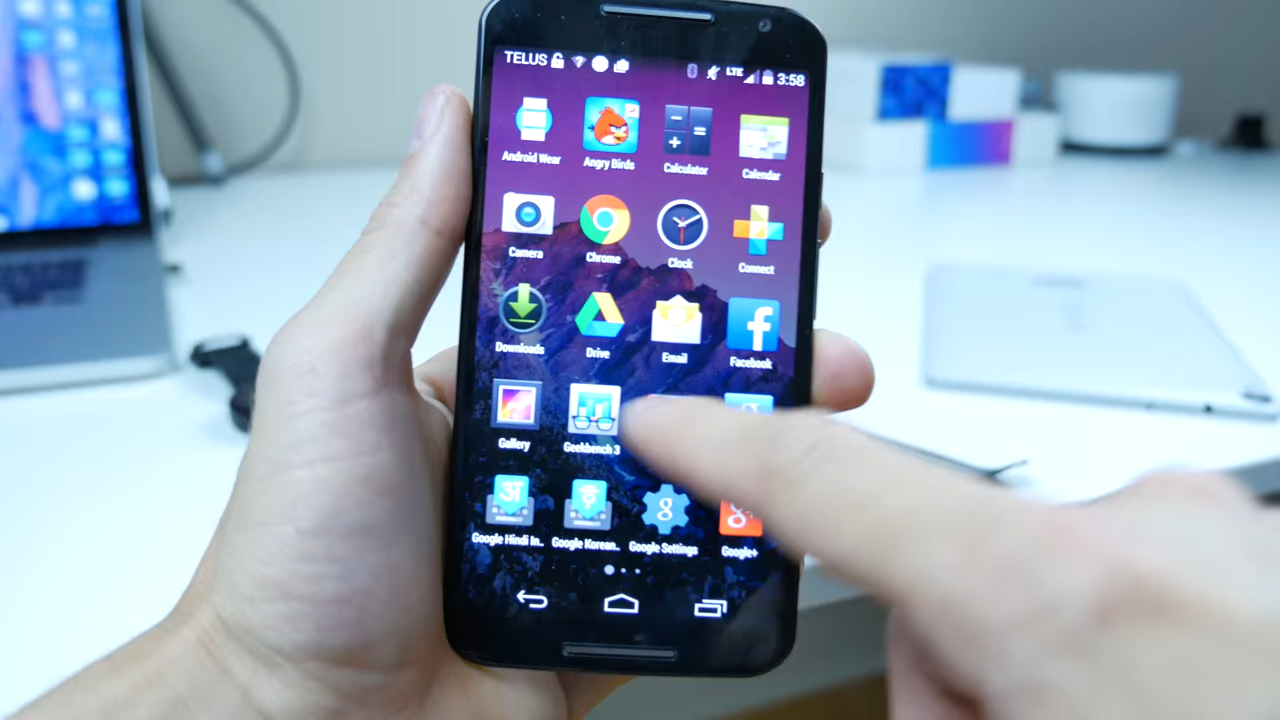 TELUS LTE 3:58
Android Wear Angry Birds Calculator Calendar
Camera Chrome Clock Connect
Downloads Drive Email Facebook
Gallery Geekbench 3
Google Hindi In.. Google Korean.. Google Settings Google+